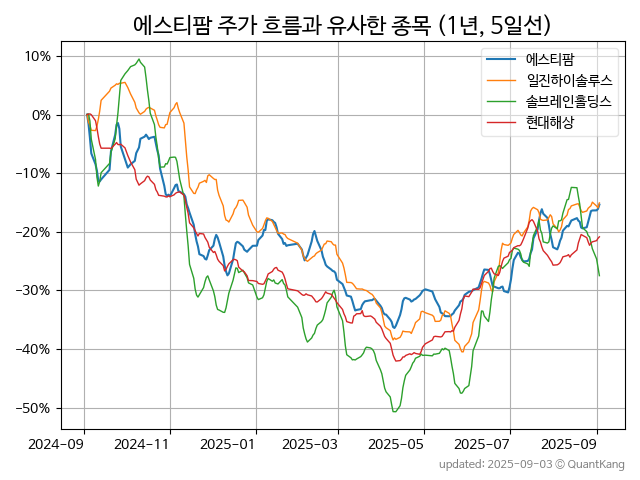 에스티팜 주가 흐름과 유사한 종목 (1년, 5일선)
에스티팜
일진하이솔루스
솔브레인홀딩스
현대해상
10%
0%
−10%
−20%
−30%
−40%
−50%
2024-09
2024-11
2025-01
2025-03
2025-05
2025-07
2025-09
updated: 2025-09-03 © QuantKang